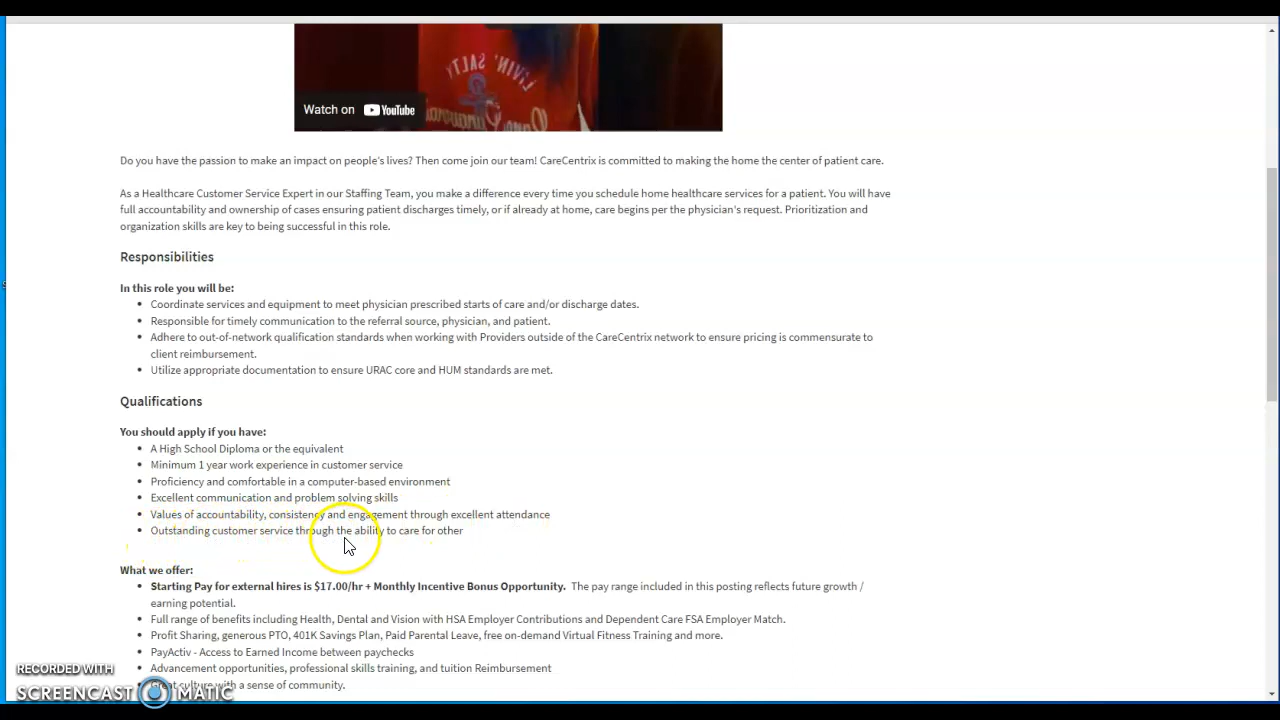 LIVIN' SALTY
Watch on YouTube
Do you have the passion to make an impact on people's lives? Then come join our team! CareCentrix is committed to making the home the center of patient care.
As a Healthcare Customer Service Expert in our Staffing Team, you make a difference every time you schedule home healthcare services for a patient. You will have
full accountability and ownership of cases ensuring patient discharges timely, or if already at home, care begins per the physician's request. Prioritization and
organization skills are key to being successful in this role.
Responsibilities
In this role you will be:
Coordinate services and equipment to meet physician prescribed starts of care and/or discharge dates.
Responsible for timely communication to the referral source, physician, and patient.
Adhere to out-of-network qualification standards when working with Providers outside of the CareCentrix network to ensure pricing is commensurate to
client reimbursement.
Utilize appropriate documentation to ensure URAC core and HUM standards are met.
Qualifications
You should apply if you have:
A High School Diploma or the equivalent
Minimum 1 year work experience in customer service
Proficiency and comfortable in a computer-based environment
Excellent communication and problem solving skills
Values of accountability, consistency and engagement through excellent attendance
Outstanding customer service through the ability to care for other
What we offer:
Starting Pay for external hires is $17.00/hr + Monthly Incentive Bonus Opportunity. The pay range included in this posting reflects future growth /
earning potential.
Full range of benefits including Health, Dental and Vision with HSA Employer Contributions and Dependent Care FSA Employer Match.
Profit Sharing, generous PTO, 401K Savings Plan, Paid Parental Leave, free on-demand Virtual Fitness Training and more.
PayActiv - Access to Earned Income between paychecks
Advancement opportunities, professional skills training, and tuition Reimbursement
Great culture with a sense of community.
RECORDED WITH
SCREENCAST MATIC